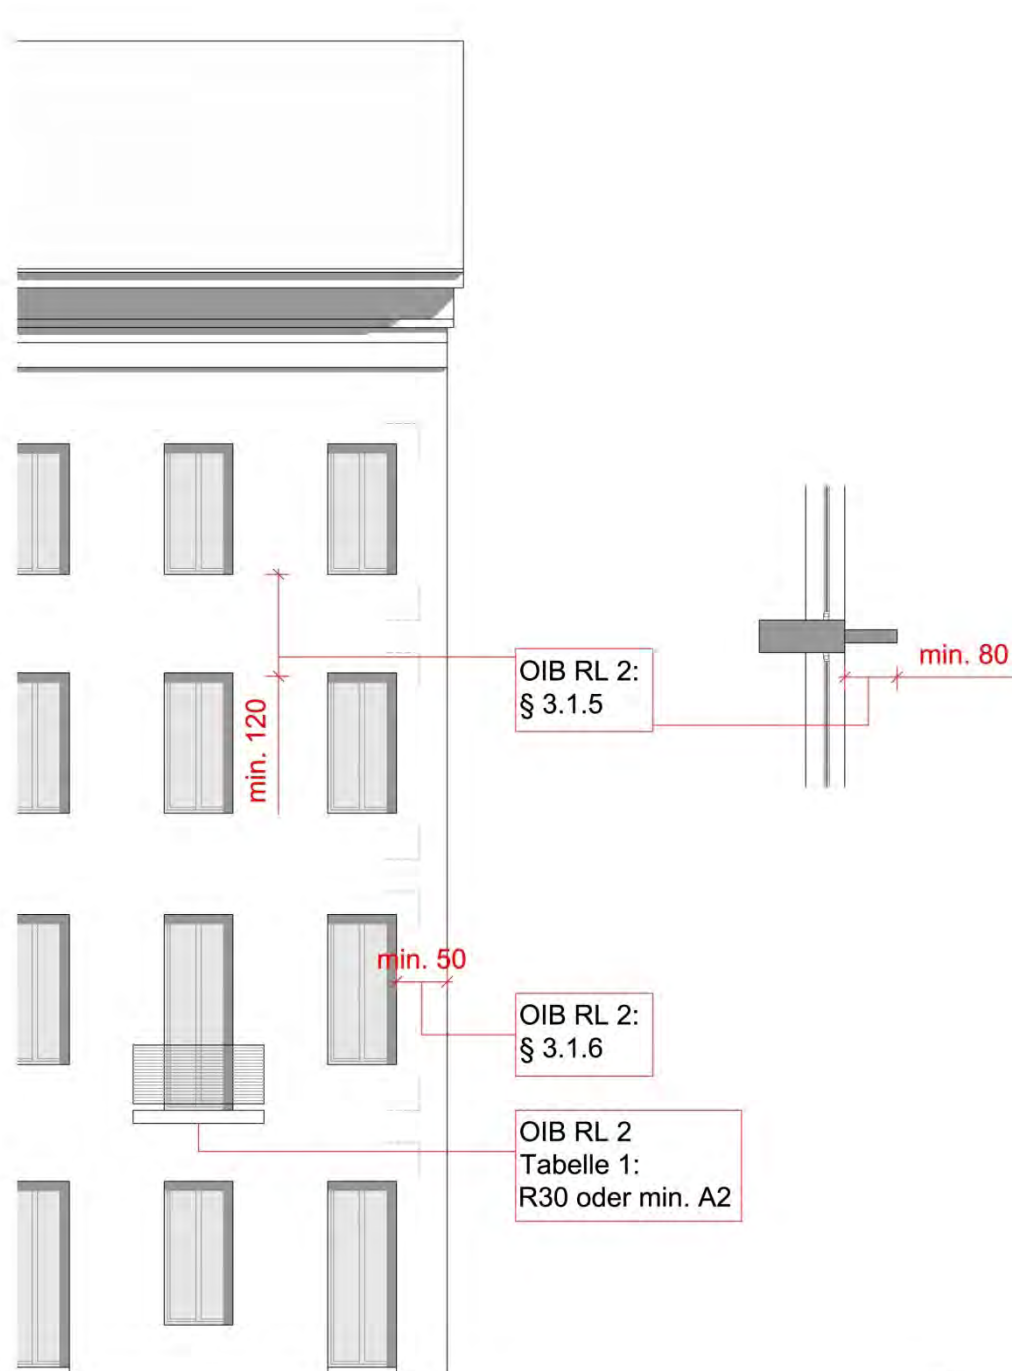 OIB RL 2:
§ 3.1.5
min. 80
min. 120
min. 50
OIB RL 2:
§ 3.1.6
OIB RL 2
Tabelle 1:
R30 oder min. A2